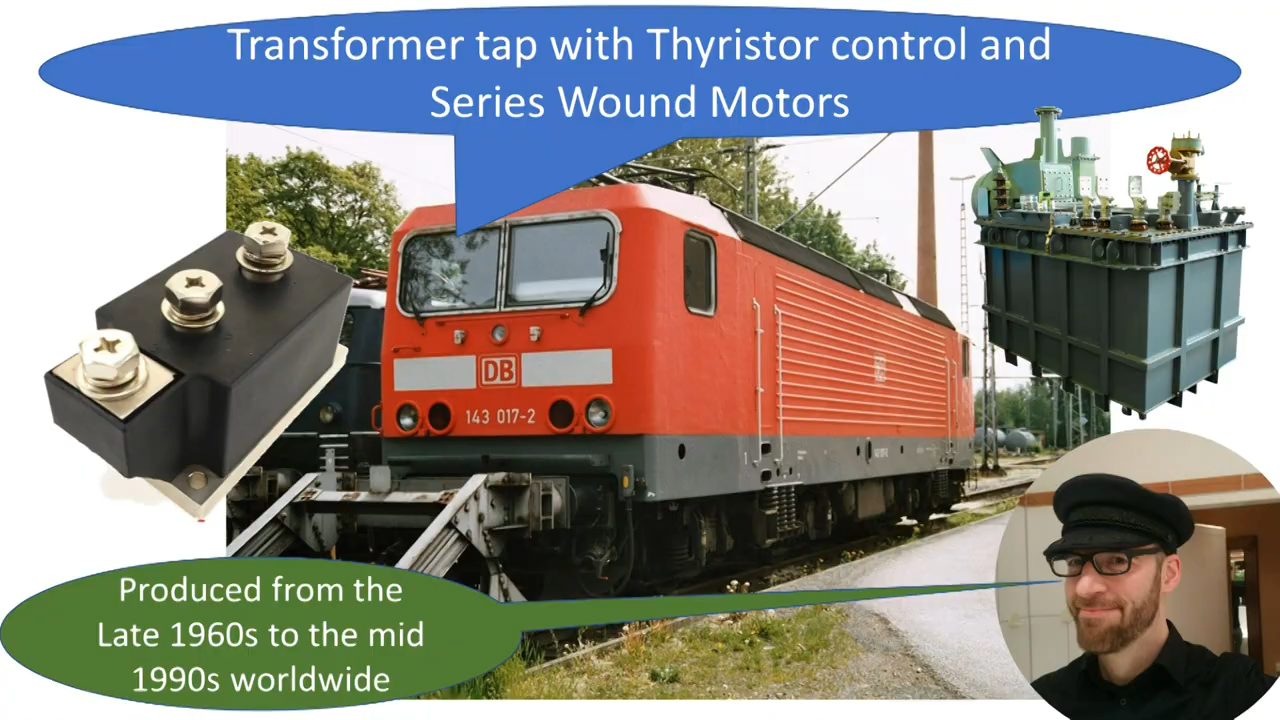 Transformer tap with Thyristor control and
Series Wound Motors
DB
143 017-2
Produced from the
Late 1960s to the mid
1990s worldwide